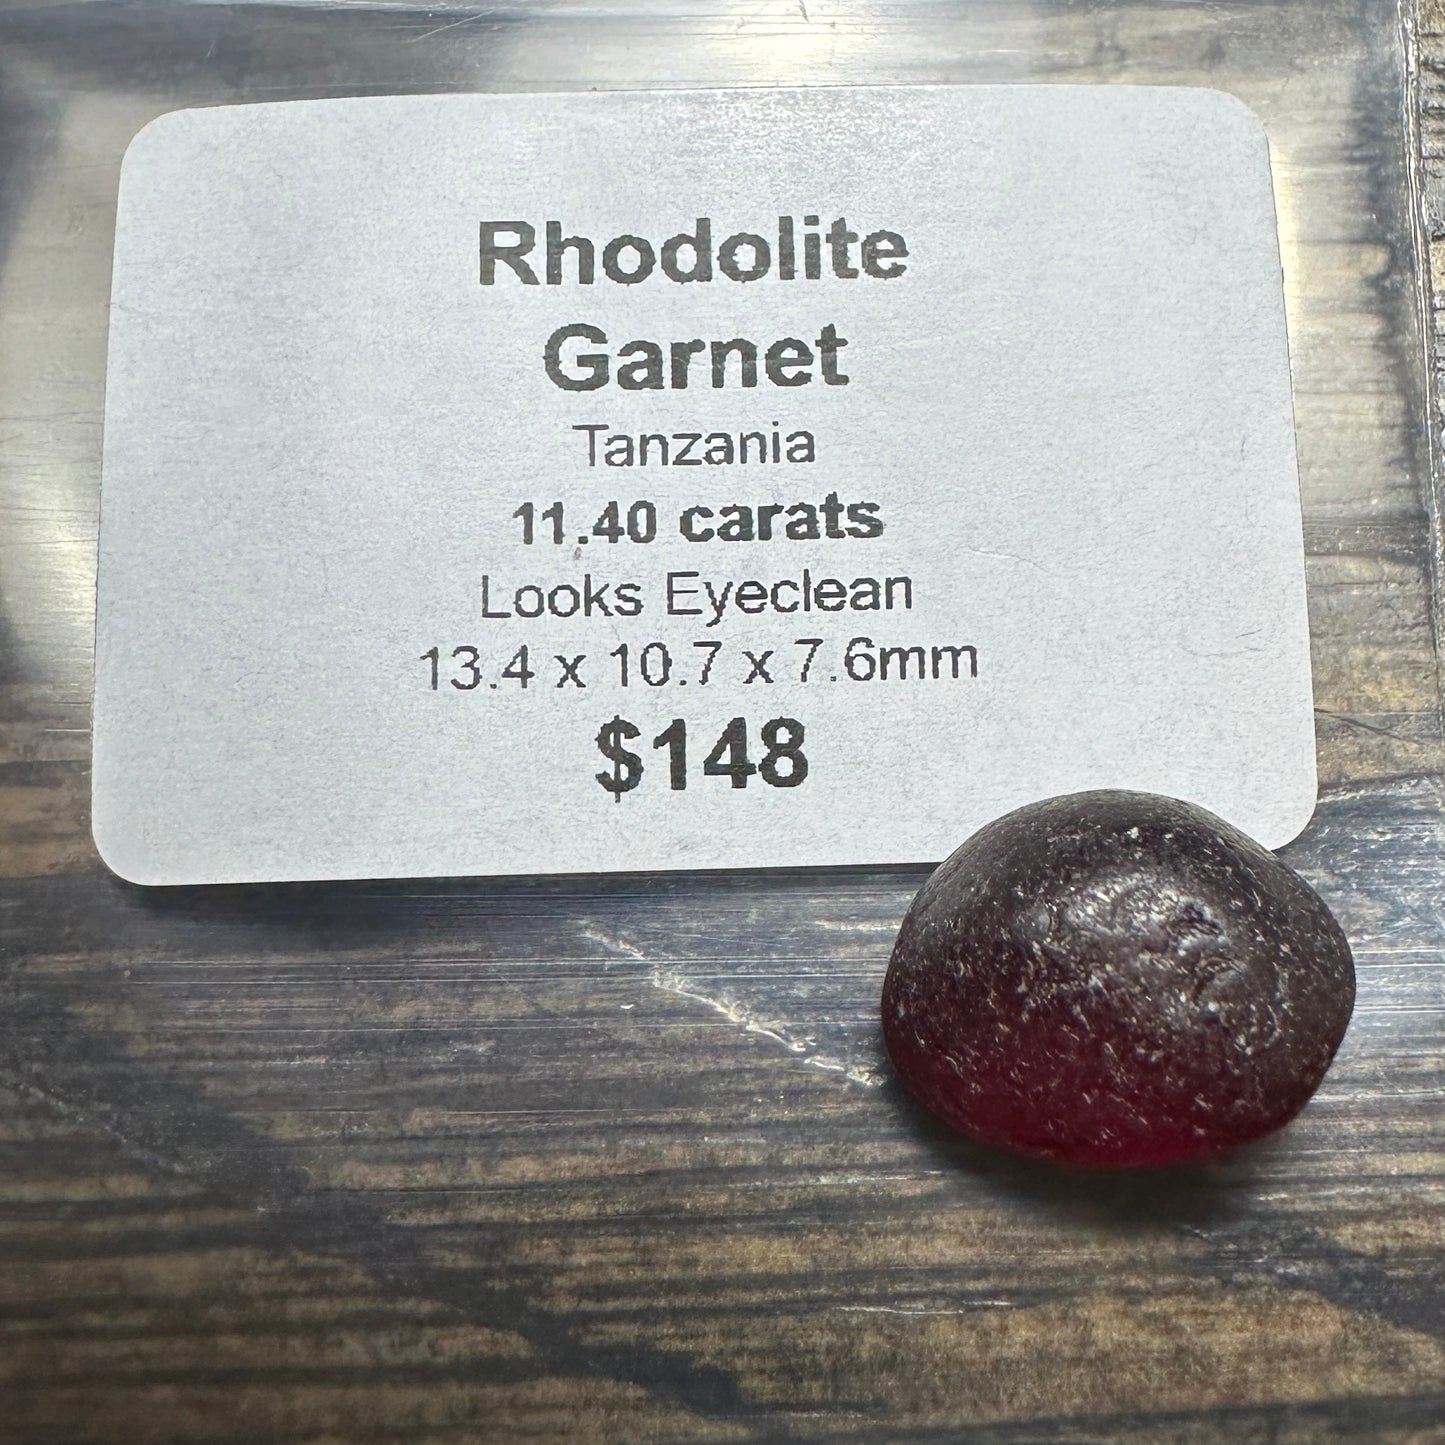 Rhodolite
Garnet
Tanzania
11.40 carats
Looks Eyeclean
13.4 x 10.7 x 7.6mm
$148